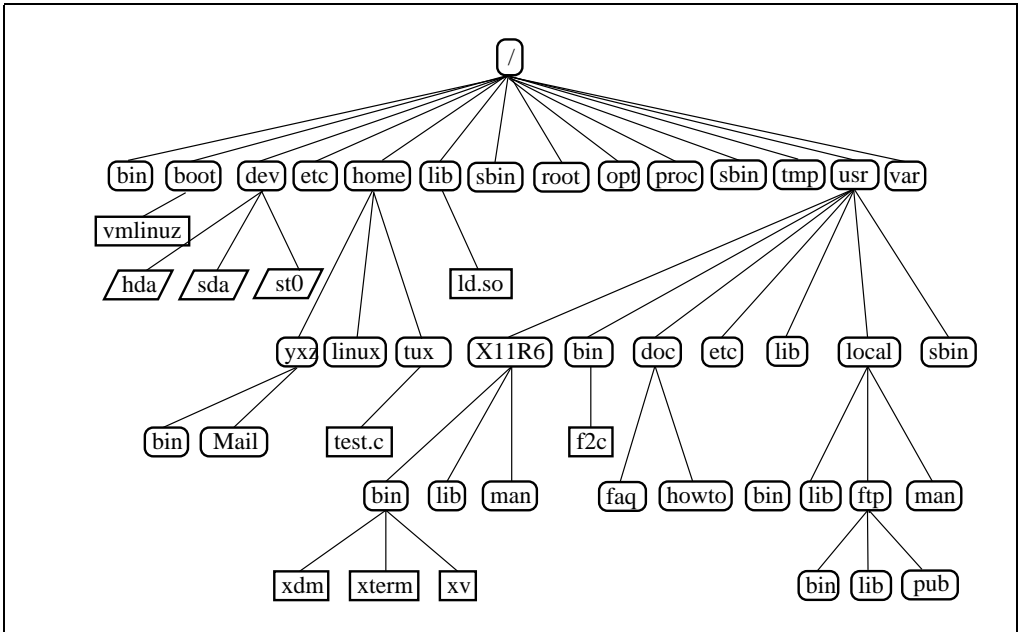 /
bin boot dev etc home lib sbin root opt proc sbin tmp usr var
vmlinuz
hda sda st0 ld.so
yxz linux tux X11R6 bin doc etc lib local sbin
bin Mail test.c f2c
bin lib man faq howto bin lib ftp man
xdm xterm xv bin lib pub